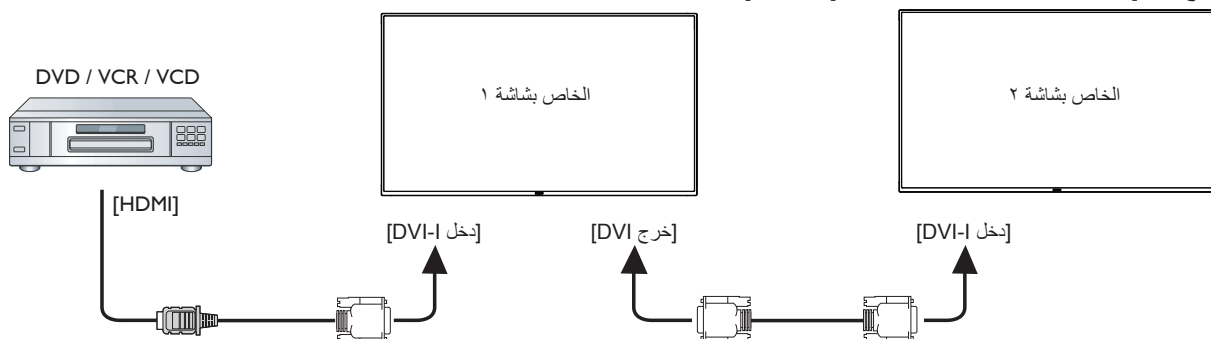 DVD / VCR / VCD
الخاص بشاشة ١
الخاص بشاشة ٢
[HDMI]
[دخل DVI-I]
[خرج DVI]
[دخل DVI-I]